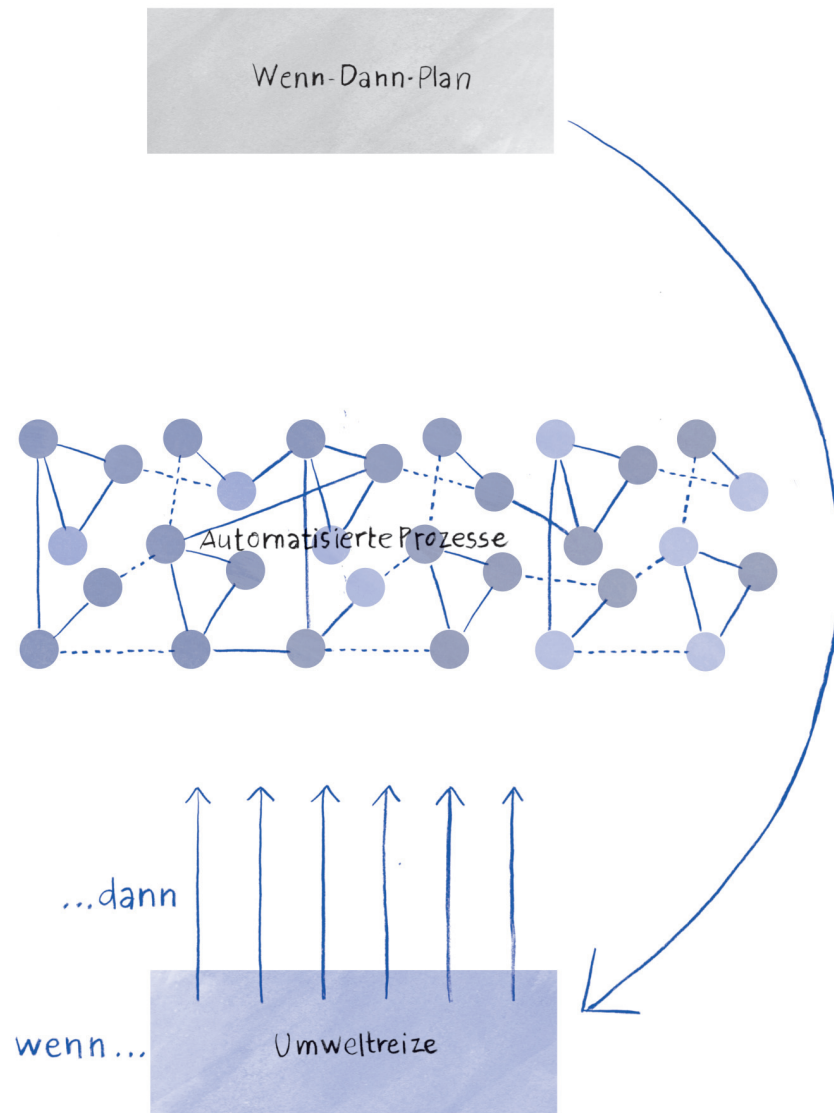 Wenn-Dann-Plan
Automatisierte Prozesse
...dann
wenn...
Umweltreize